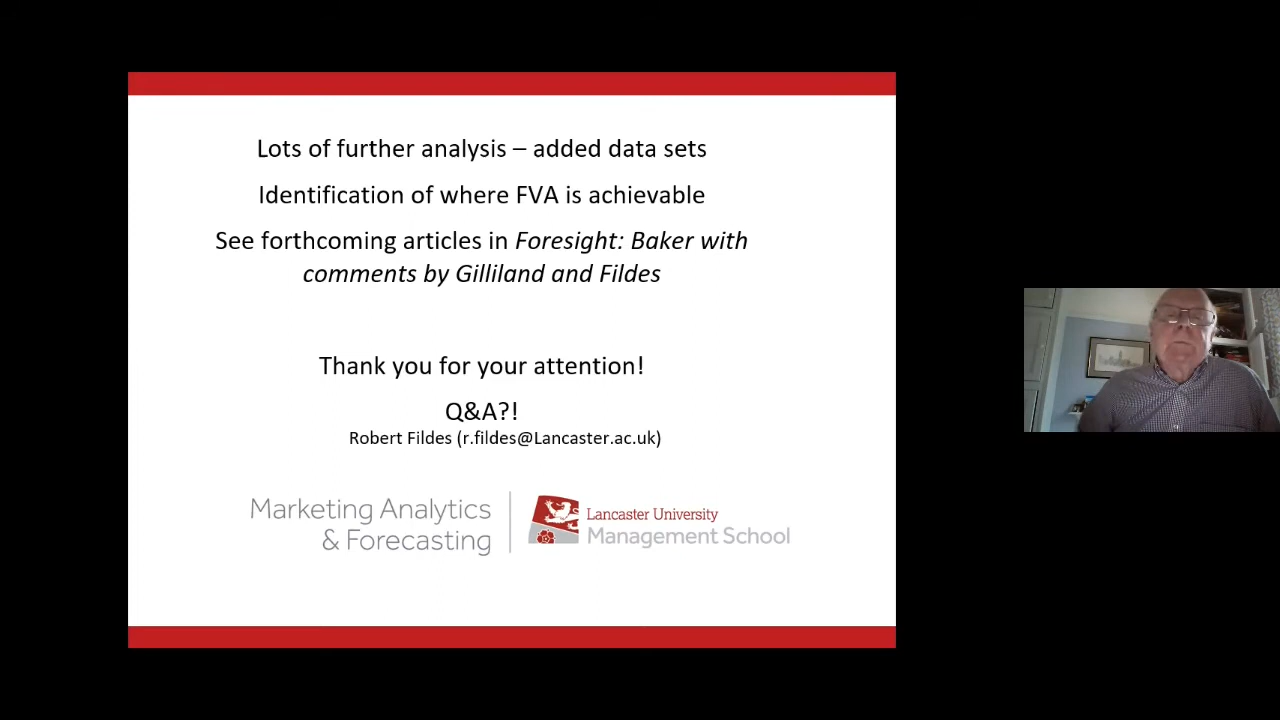 Lots of further analysis – added data sets
Identification of where FVA is achievable
See forthcoming articles in Foresight: Baker with
comments by Gilliland and Fildes
Thank you for your attention!
Q&A?!
Robert Fildes (r.fildes@Lancaster.ac.uk)
Marketing Analytics
& Forecasting
Lancaster University
Management School